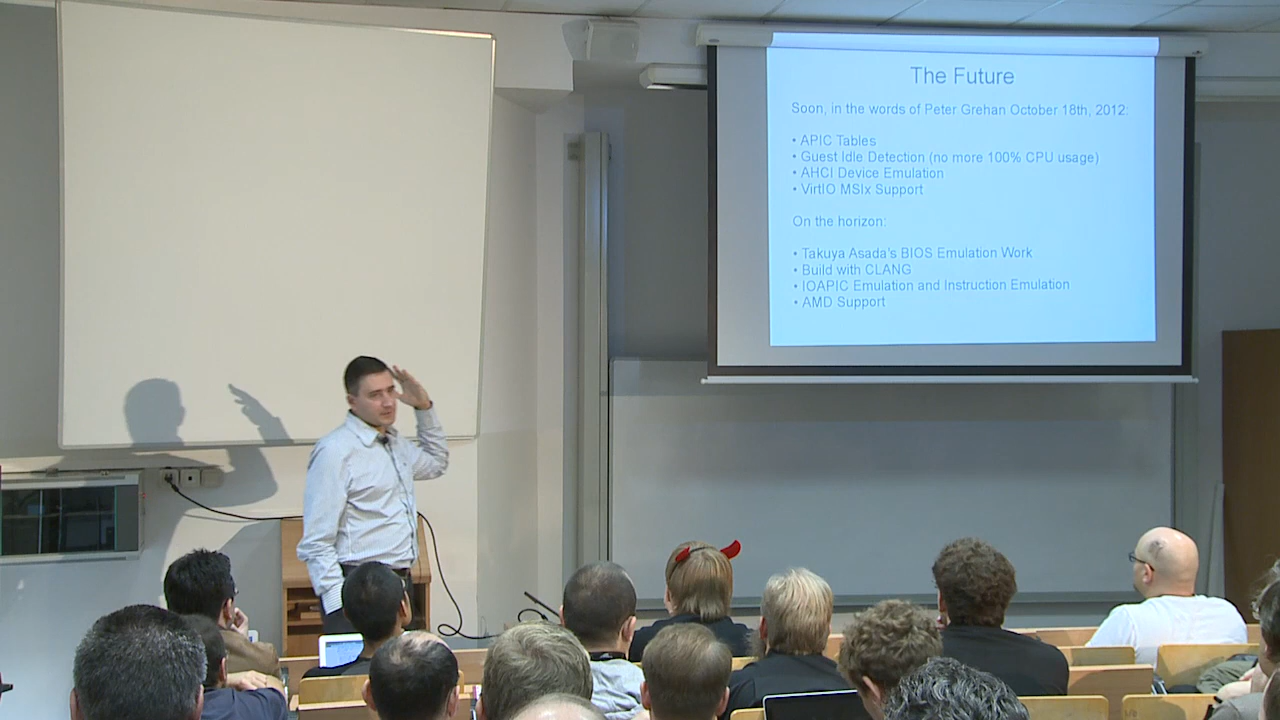 The Future
Soon, in the words of Peter Grehan October 18th, 2012:
• APIC Tables
• Guest Idle Detection (no more 100% CPU usage)
• AHCI Device Emulation
• VirtIO MSIx Support
On the horizon:
• Takuya Asada's BIOS Emulation Work
• Build with CLANG
• IOAPIC Emulation and Instruction Emulation
• AMD Support